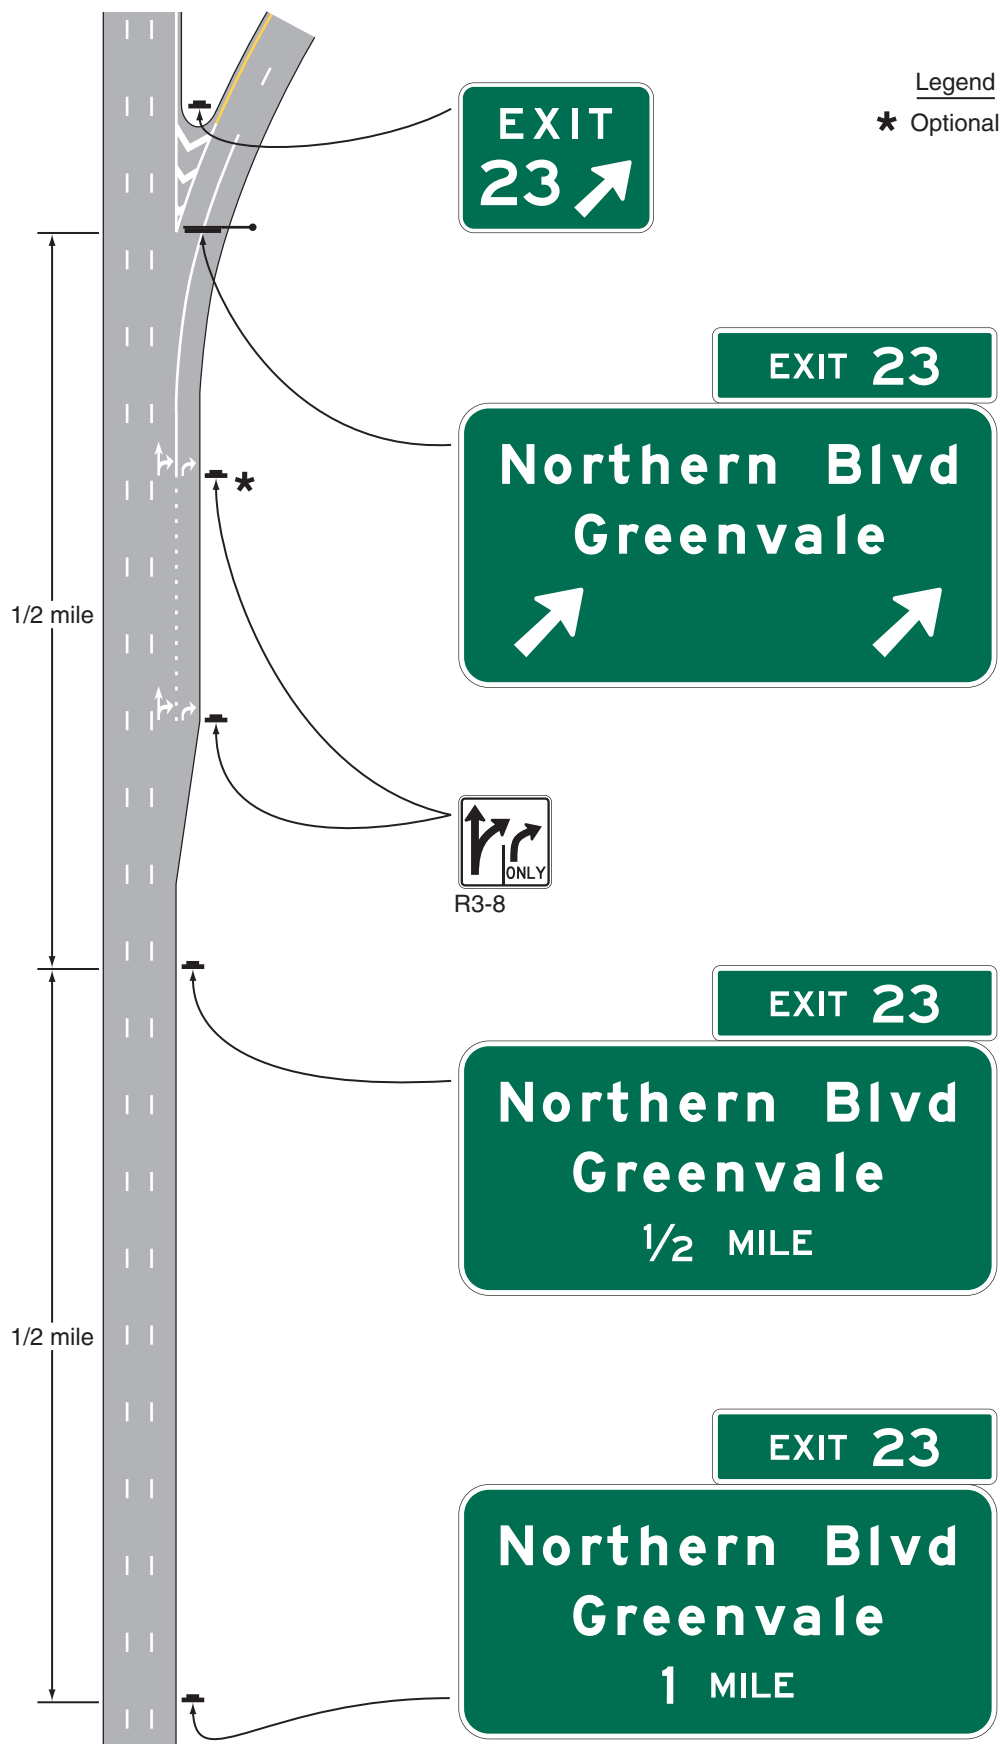 Legend
* Optional
EXIT
23
EXIT 23
Northern Blvd
Greenvale
*
1/2 mile
ONLY
R3-8
EXIT 23
Northern Blvd
Greenvale
1/2 MILE
1/2 mile
EXIT 23
Northern Blvd
Greenvale
1 MILE